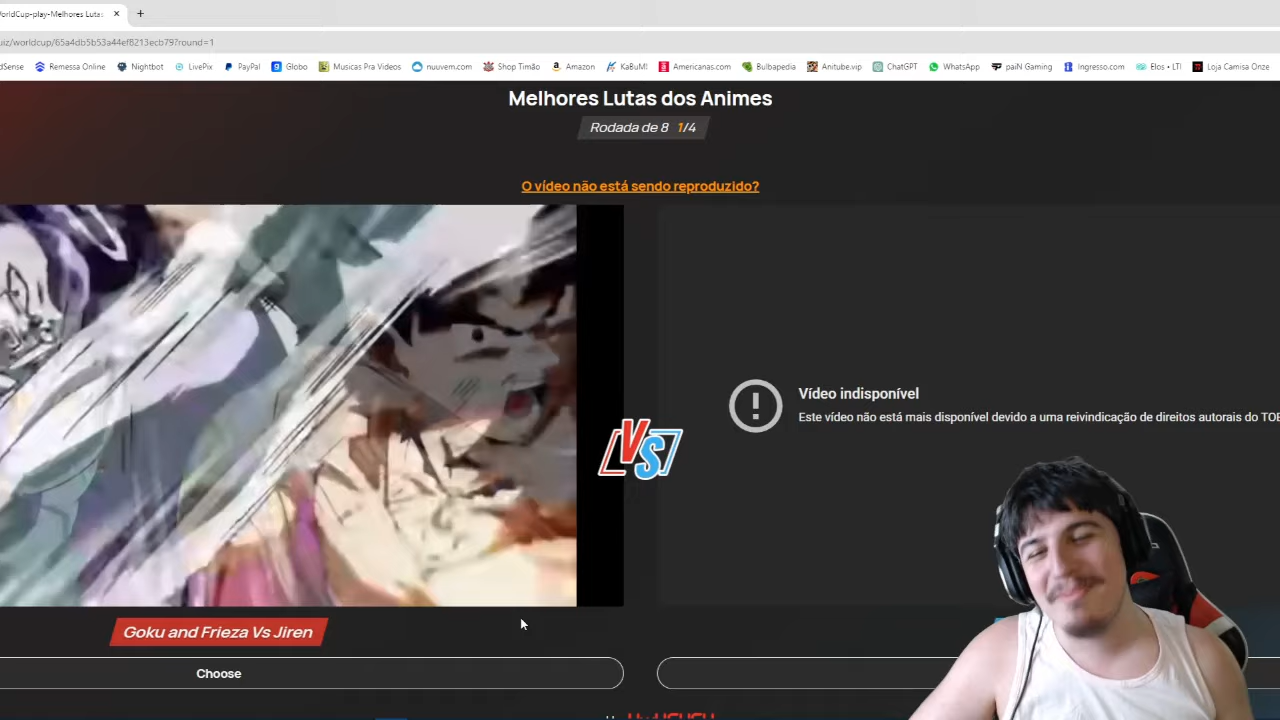 WorldCup-play-Melhores Lutas
uiz/worldcup/65a4db5b53a44ef8213ecb79?round=1
dSense Remessa Online Nightbot LivePix PayPal Globo Musicas Pra Videos nuuvem.com Shop Timão Amazon KaBuM! Americanas.com Bulbapedia Anitube.vip ChatGPT WhatsApp paiN Gaming Ingresso.com Elos • LTI Loja Camisa Onze
Melhores Lutas dos Animes
Rodada de 8 1/4
O vídeo não está sendo reproduzido?
Vídeo indisponível
Este vídeo não está mais disponível devido a uma reivindicação de direitos autorais do TOE
VS
Goku and Frieza Vs Jiren
Choose